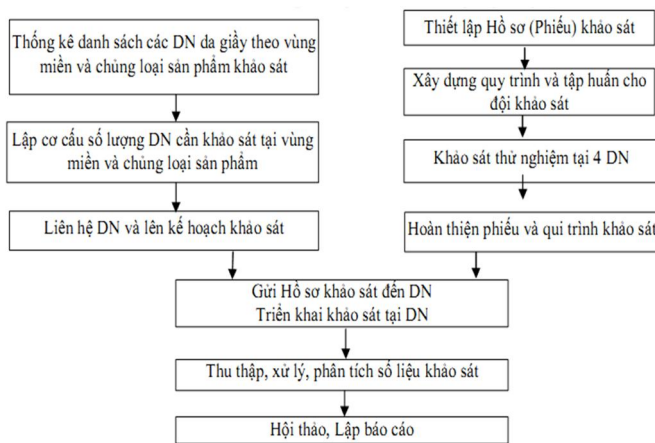 Thống kê danh sách các DN da giầy theo vùng
miền và chủng loại sản phẩm khảo sát
Lập cơ cấu số lượng DN cần khảo sát tại vùng
miền và chủng loại sản phẩm
Liên hệ DN và lên kế hoạch khảo sát
Thiết lập Hồ sơ (Phiếu) khảo sát
Xây dựng quy trình và tập huấn cho
đội khảo sát
Khảo sát thử nghiệm tại 4 DN
Hoàn thiện phiếu và qui trình khảo sát
Gửi Hồ sơ khảo sát đến DN
Triển khai khảo sát tại DN
Thu thập, xử lý, phân tích số liệu khảo sát
Hội thảo, Lập báo cáo